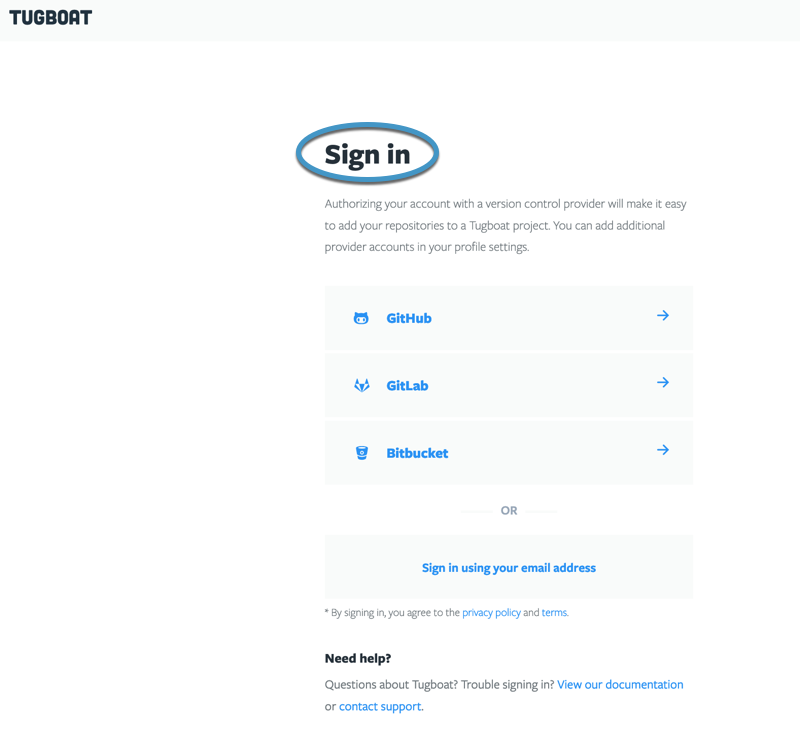 TUGBOAT
Sign in
Authorizing your account with a version control provider will make it easy
to add your repositories to a Tugboat project. You can add additional
provider accounts in your profile settings.
GitHub
GitLab
Bitbucket
OR
Sign in using your email address
* By signing in, you agree to the privacy policy and terms.
Need help?
Questions about Tugboat? Trouble signing in? View our documentation
or contact support.